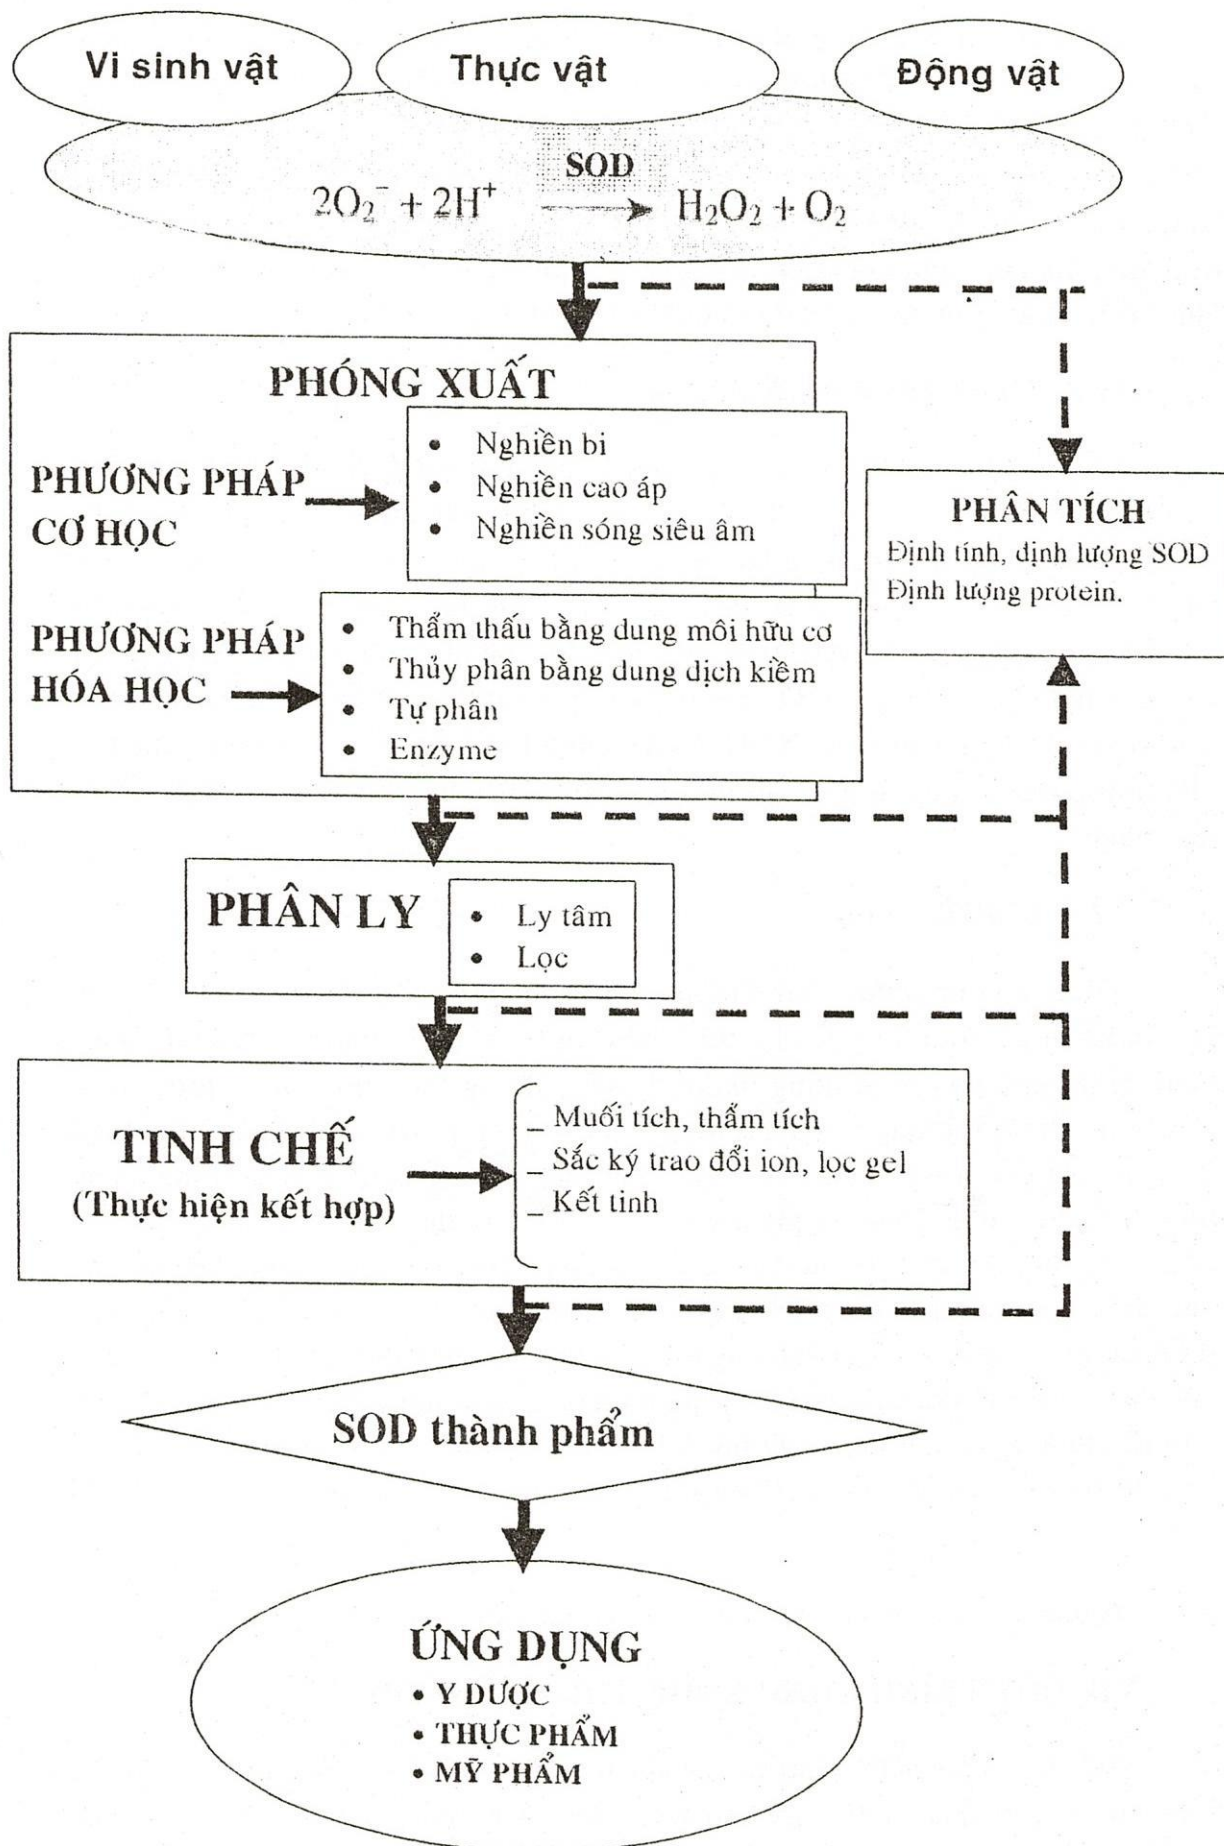 Vi sinh vật
Thực vật
Động vật
SOD
2O₂⁻ + 2H⁺ → H₂O₂ + O₂
PHÓNG XUẤT
PHƯƠNG PHÁP
CƠ HỌC
• Nghiền bi
• Nghiền cao áp
• Nghiền sóng siêu âm
PHƯƠNG PHÁP
HÓA HỌC
• Thẩm thấu bằng dung môi hữu cơ
• Thủy phân bằng dung dịch kiềm
• Tự phân
• Enzyme
PHÂN TÍCH
Định tính, định lượng SOD
Định lượng protein.
PHÂN LY
• Ly tâm
• Lọc
TINH CHẾ
(Thực hiện kết hợp)
_ Muối tích, thẩm tích
_ Sắc ký trao đổi ion, lọc gel
_ Kết tinh
SOD thành phẩm
ỨNG DỤNG
• Y DƯỢC
• THỰC PHẨM
• MỸ PHẨM